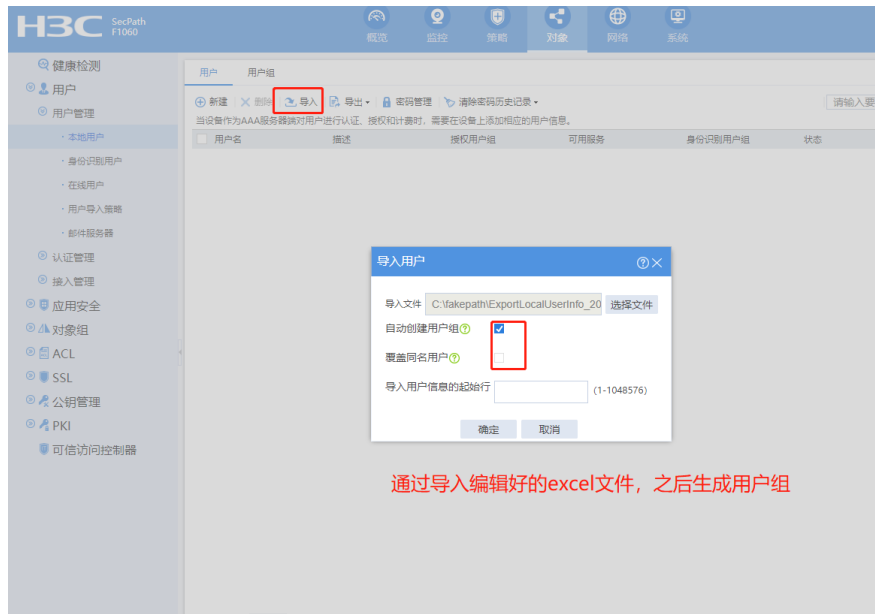 H3C SecPath F1060
概览 监控 策略 对象 网络 系统
健康检测
用户
用户管理
· 本地用户
· 身份识别用户
· 在线用户
· 用户导入策略
· 邮件服务器
认证管理
接入管理
应用安全
对象组
ACL
SSL
公钥管理
PKI
可信访问控制器
用户 用户组
新建 删除 导入 导出 密码管理 清除密码历史记录 请输入要
当设备作为AAA服务器端对用户进行认证、授权和计费时，需要在设备上添加相应的用户信息。
用户名 描述 授权用户组 可用服务 身份识别用户组 状态
导入用户
导入文件 C:\fakepath\ExportLocalUserInfo_20 选择文件
自动创建用户组
覆盖同名用户
导入用户信息的起始行 (1-1048576)
确定 取消
通过导入编辑好的excel文件，之后生成用户组